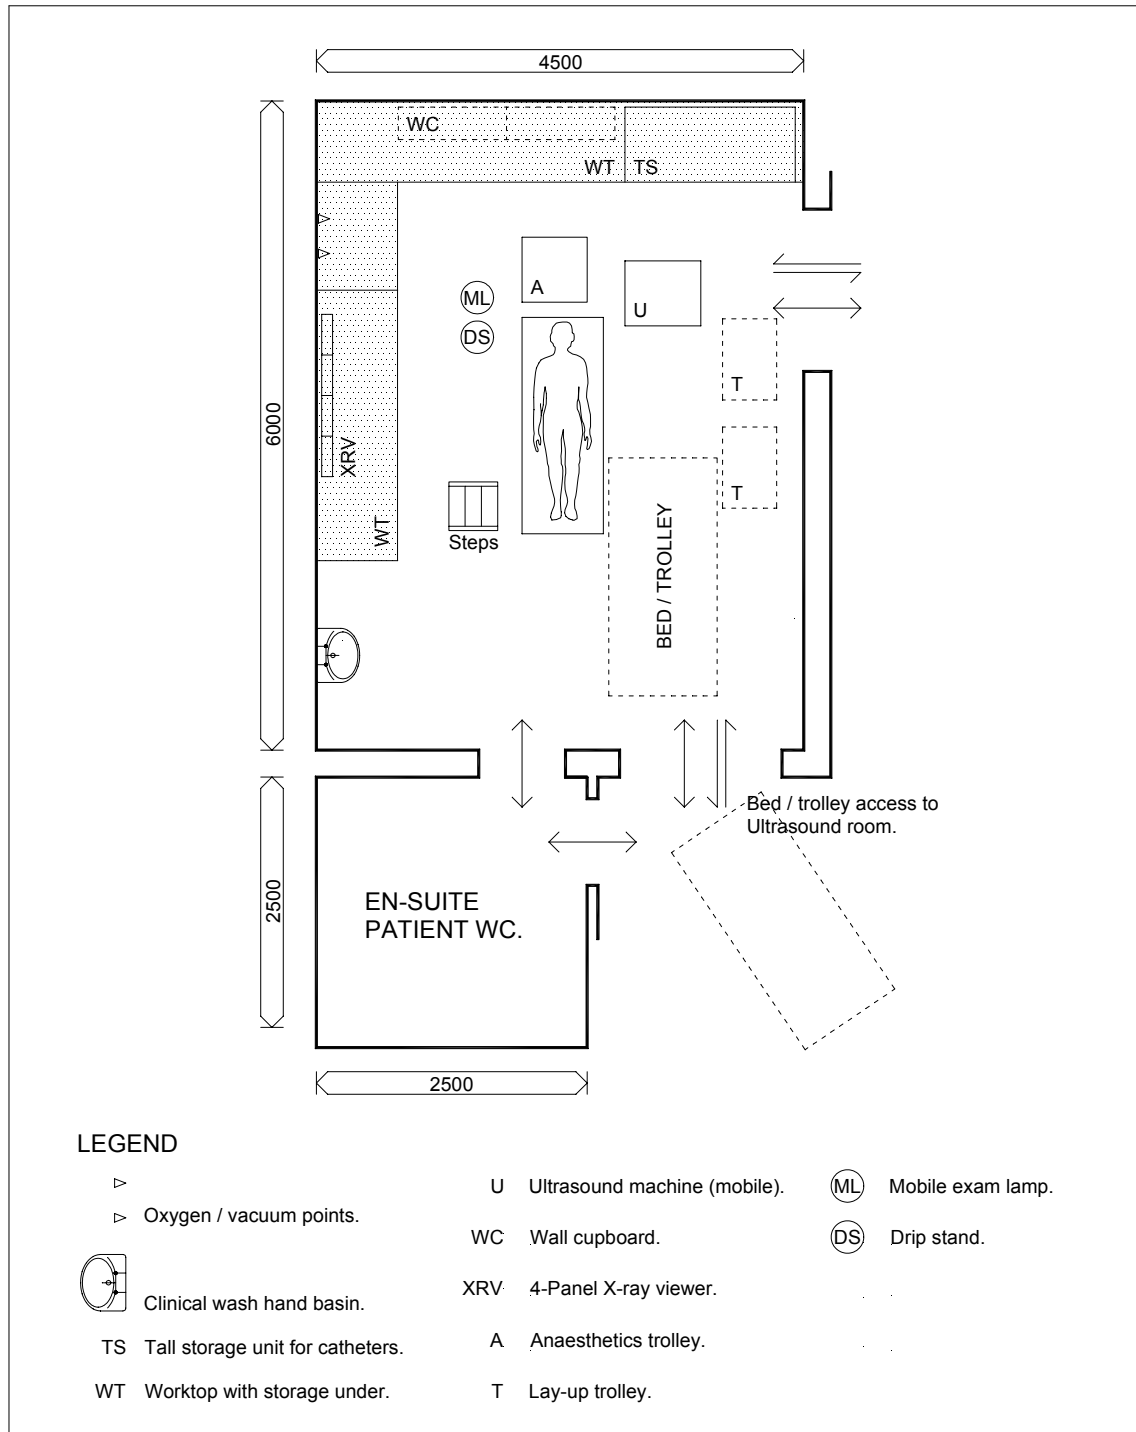 4500
WC
WT
TS
A
U
ML
DS
T
T
6000
XRV
WT
Steps
BED / TROLLEY
Bed / trolley access to
Ultrasound room.
2500
EN-SUITE
PATIENT WC.
2500
LEGEND
Oxygen / vacuum points.
Clinical wash hand basin.
TS Tall storage unit for catheters.
WT Worktop with storage under.
U Ultrasound machine (mobile).
WC Wall cupboard.
XRV 4-Panel X-ray viewer.
A Anaesthetics trolley.
T Lay-up trolley.
ML Mobile exam lamp.
DS Drip stand.